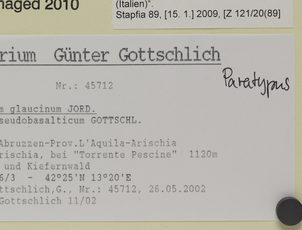 naged 2010
(Italien)".
Stapfia 89, [15. 1.] 2009, [Z 121/20(89]
rium Günter Gottschlich
Paratypus
Nr.: 45712
m glaucinum JORD.
seudobasalticum GOTTSCHL.
Abruzzen-Prov.L'Aquila-Arischia
rischia, bei "Torrente Pescine" 1120m
und Kiefernwald
6/3 - 42°25'N 13°20'E
ttschlich,G., Nr.: 45712, 26.05.2002
Gottschlich 11/02